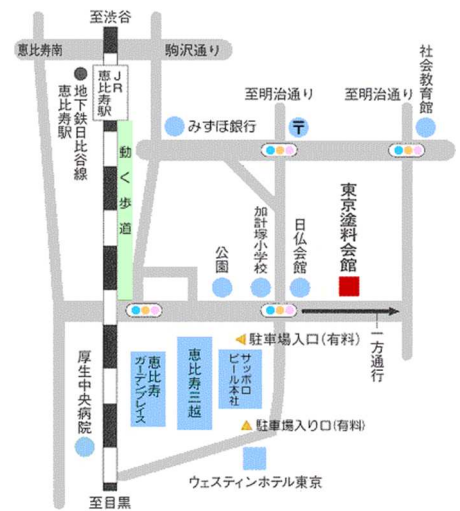 至渋谷
恵比寿南
駒沢通り
JR
恵比寿駅
地下鉄日比谷線
恵比寿駅
社会教育館
至明治通り
至明治通り
みずほ銀行
〒
動く歩道
東京塗料会館
加計塚小学校
日仏会館
公園
一方通行
駐車場入口(有料)
恵比寿
ガーデンプレイス
恵比寿三越
サッポロ
ビール本社
厚生中央病院
駐車場入り口(有料)
ウェスティンホテル東京
至目黒